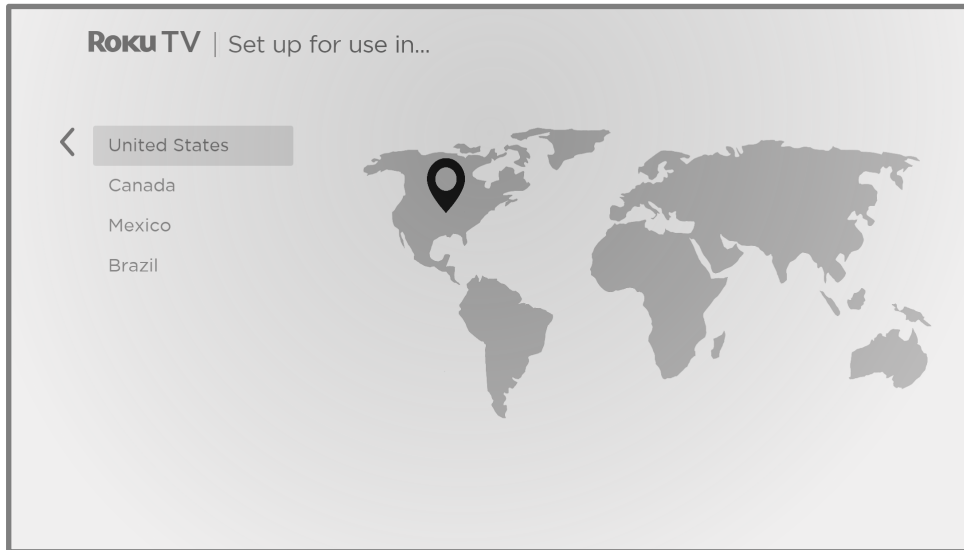 Roku TV | Set up for use in...
United States
Canada
Mexico
Brazil